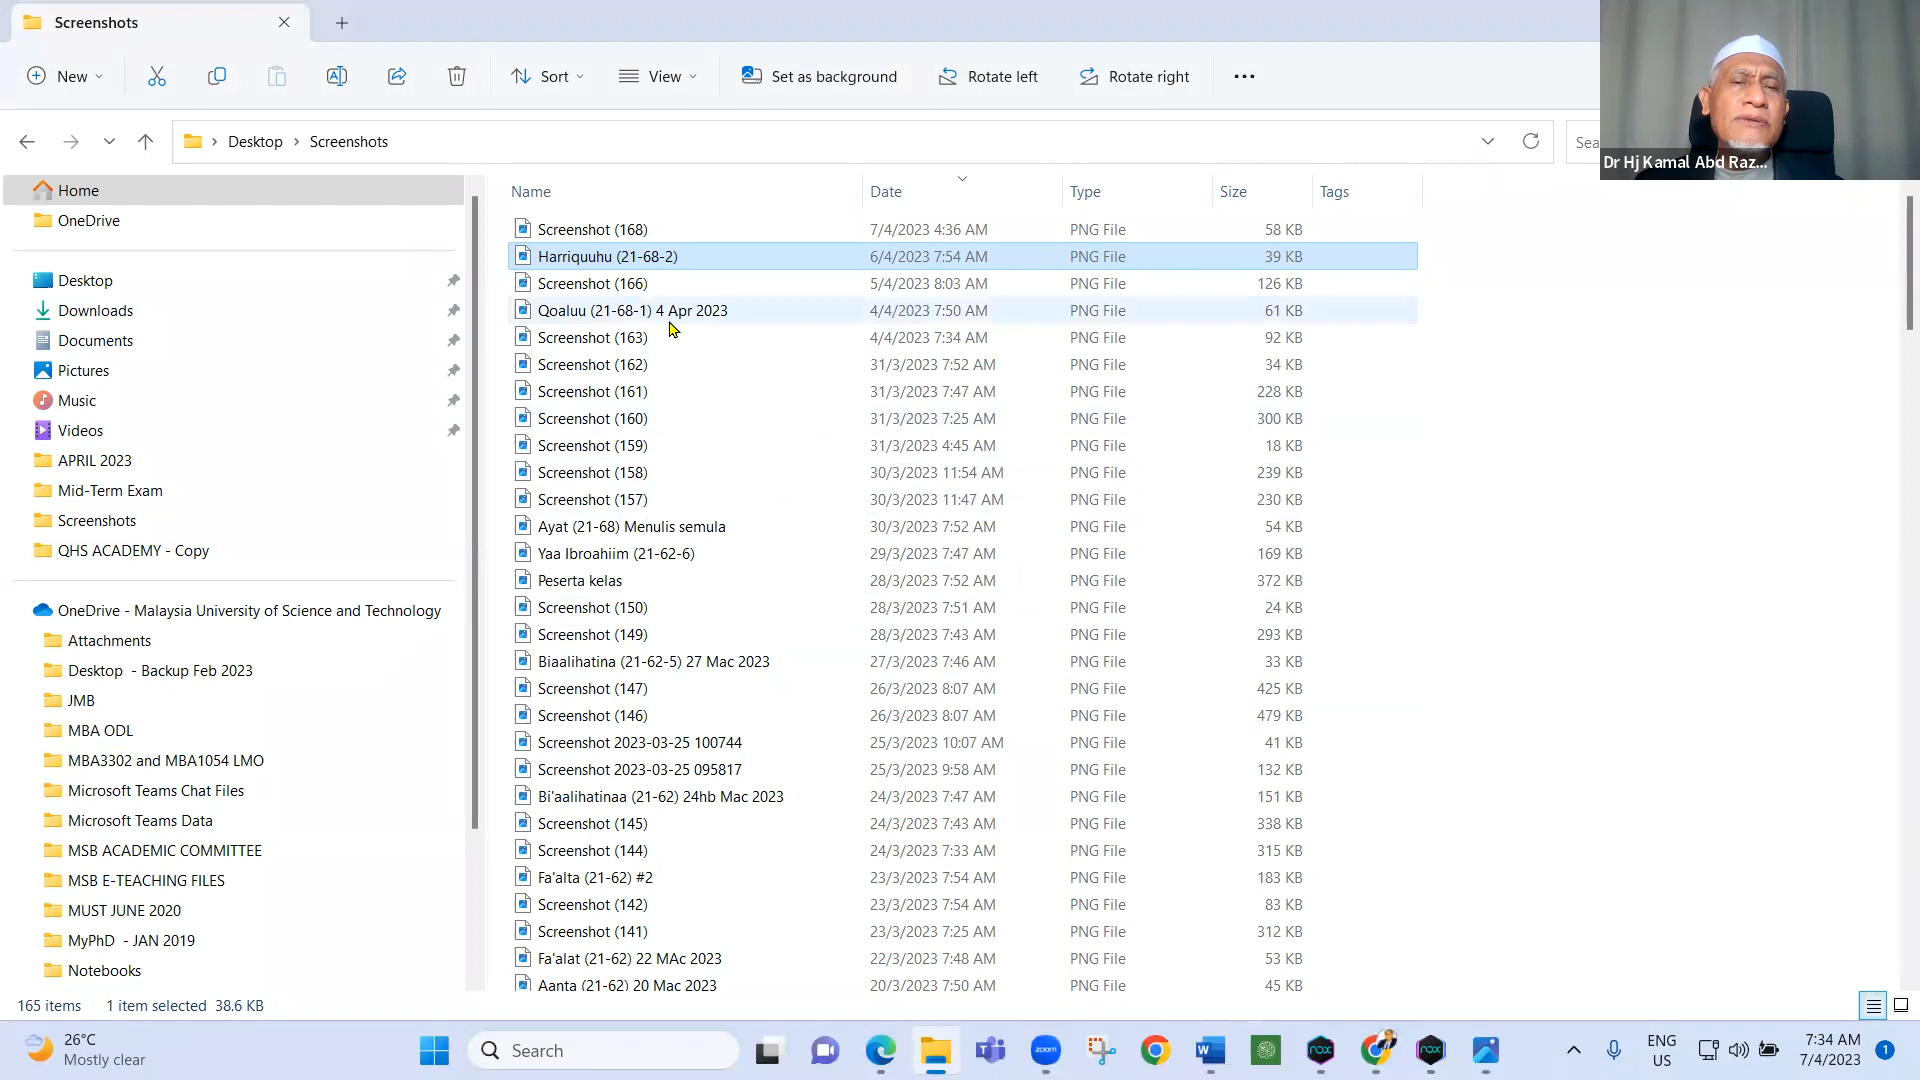 Screenshots
New
Sort
View
Set as background
Rotate left
Rotate right
Desktop
Screenshots
Sea
Dr Hj Kamal Abd Raz...
Home
OneDrive
Desktop
Downloads
Documents
Pictures
Music
Videos
APRIL 2023
Mid-Term Exam
Screenshots
QHS ACADEMY - Copy
OneDrive - Malaysia University of Science and Technology
Attachments
Desktop - Backup Feb 2023
JMB
MBA ODL
MBA3302 and MBA1054 LMO
Microsoft Teams Chat Files
Microsoft Teams Data
MSB ACADEMIC COMMITTEE
MSB E-TEACHING FILES
MUST JUNE 2020
MyPhD - JAN 2019
Notebooks
Name Date Type Size Tags
Screenshot (168) 7/4/2023 4:36 AM PNG File 58 KB
Harriquuhu (21-68-2) 6/4/2023 7:54 AM PNG File 39 KB
Screenshot (166) 5/4/2023 8:03 AM PNG File 126 KB
Qoaluu (21-68-1) 4 Apr 2023 4/4/2023 7:50 AM PNG File 61 KB
Screenshot (163) 4/4/2023 7:34 AM PNG File 92 KB
Screenshot (162) 31/3/2023 7:52 AM PNG File 34 KB
Screenshot (161) 31/3/2023 7:47 AM PNG File 228 KB
Screenshot (160) 31/3/2023 7:25 AM PNG File 300 KB
Screenshot (159) 31/3/2023 4:45 AM PNG File 18 KB
Screenshot (158) 30/3/2023 11:54 AM PNG File 239 KB
Screenshot (157) 30/3/2023 11:47 AM PNG File 230 KB
Ayat (21-68) Menulis semula 30/3/2023 7:52 AM PNG File 54 KB
Yaa Ibroahiim (21-62-6) 29/3/2023 7:47 AM PNG File 169 KB
Peserta kelas 28/3/2023 7:52 AM PNG File 372 KB
Screenshot (150) 28/3/2023 7:51 AM PNG File 24 KB
Screenshot (149) 28/3/2023 7:43 AM PNG File 293 KB
Biaalihatina (21-62-5) 27 Mac 2023 27/3/2023 7:46 AM PNG File 33 KB
Screenshot (147) 26/3/2023 8:07 AM PNG File 425 KB
Screenshot (146) 26/3/2023 8:07 AM PNG File 479 KB
Screenshot 2023-03-25 100744 25/3/2023 10:07 AM PNG File 41 KB
Screenshot 2023-03-25 095817 25/3/2023 9:58 AM PNG File 132 KB
Bi'aalihatinaa (21-62) 24hb Mac 2023 24/3/2023 7:47 AM PNG File 151 KB
Screenshot (145) 24/3/2023 7:43 AM PNG File 338 KB
Screenshot (144) 24/3/2023 7:33 AM PNG File 315 KB
Fa'alta (21-62) #2 23/3/2023 7:54 AM PNG File 183 KB
Screenshot (142) 23/3/2023 7:54 AM PNG File 83 KB
Screenshot (141) 23/3/2023 7:25 AM PNG File 312 KB
Fa'alat (21-62) 22 MAc 2023 22/3/2023 7:48 AM PNG File 53 KB
Aanta (21-62) 20 Mac 2023 20/3/2023 7:50 AM PNG File 45 KB
165 items 1 item selected 38.6 KB
26°C
Mostly clear
Search
zoom
nox
nox
ENG
US
7:34 AM
7/4/2023
1